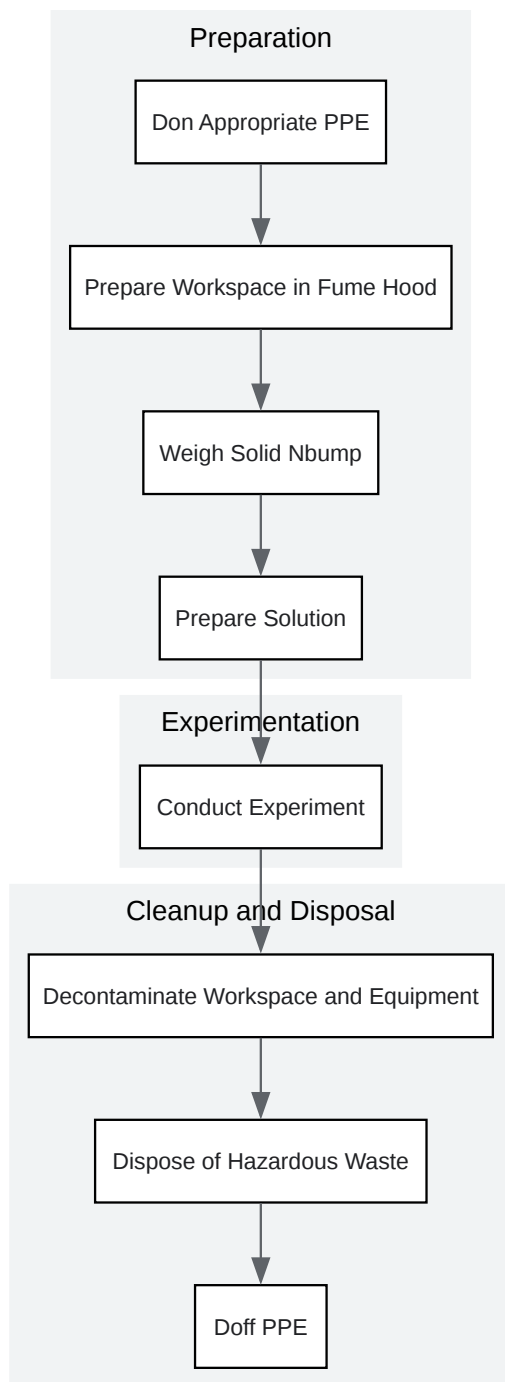 Preparation
Don Appropriate PPE
Prepare Workspace in Fume Hood
Weigh Solid Nbump
Prepare Solution
Experimentation
Conduct Experiment
Cleanup and Disposal
Decontaminate Workspace and Equipment
Dispose of Hazardous Waste
Doff PPE